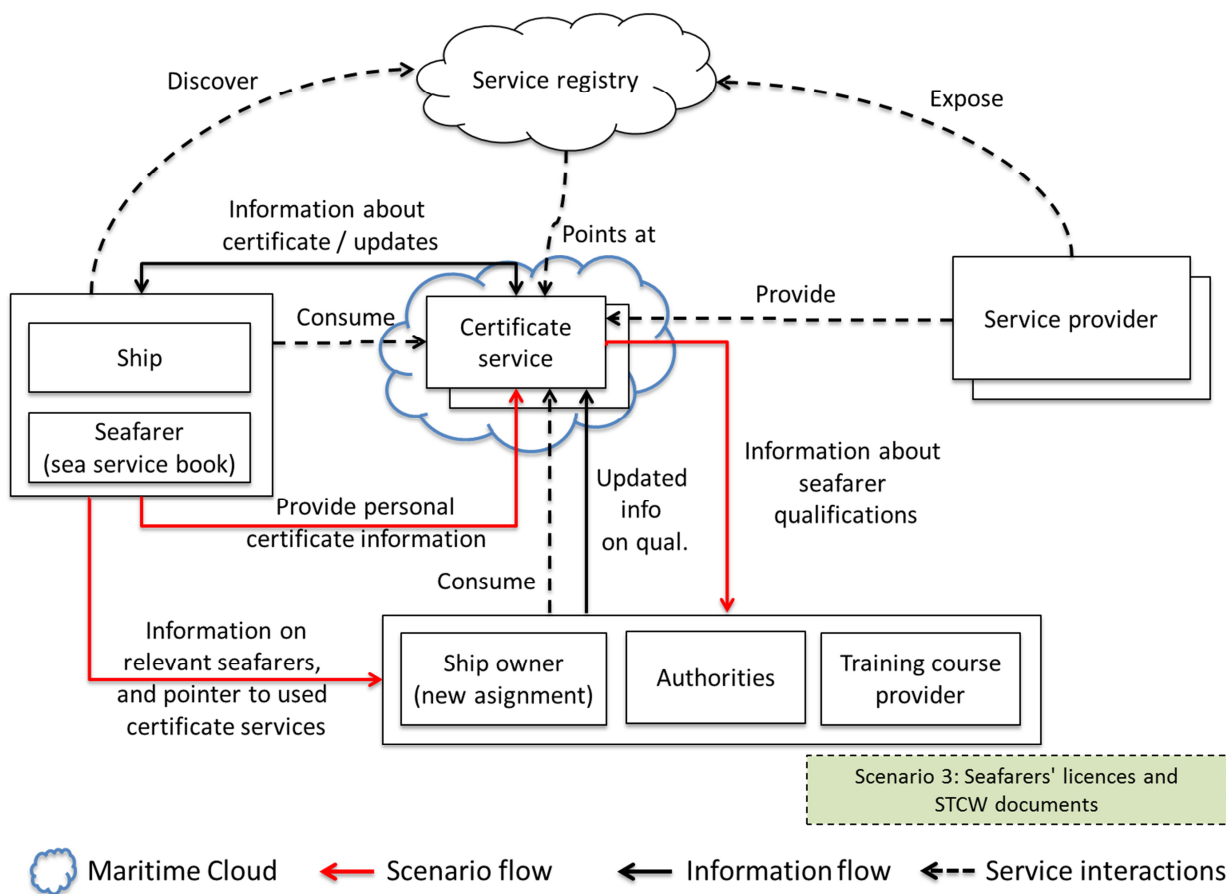 Discover
Service registry
Expose
Information about
certificate / updates
Points at
Consume
Provide
Certificate
service
Service provider
Ship
Seafarer
(sea service book)
Provide personal
certificate information
Updated
info
on qual.
Information about
seafarer
qualifications
Consume
Information on
relevant seafarers,
and pointer to used
certificate services
Ship owner
(new asignment)
Authorities
Training course
provider
Scenario 3: Seafarers' licences and
STCW documents
Maritime Cloud
Scenario flow
Information flow
Service interactions